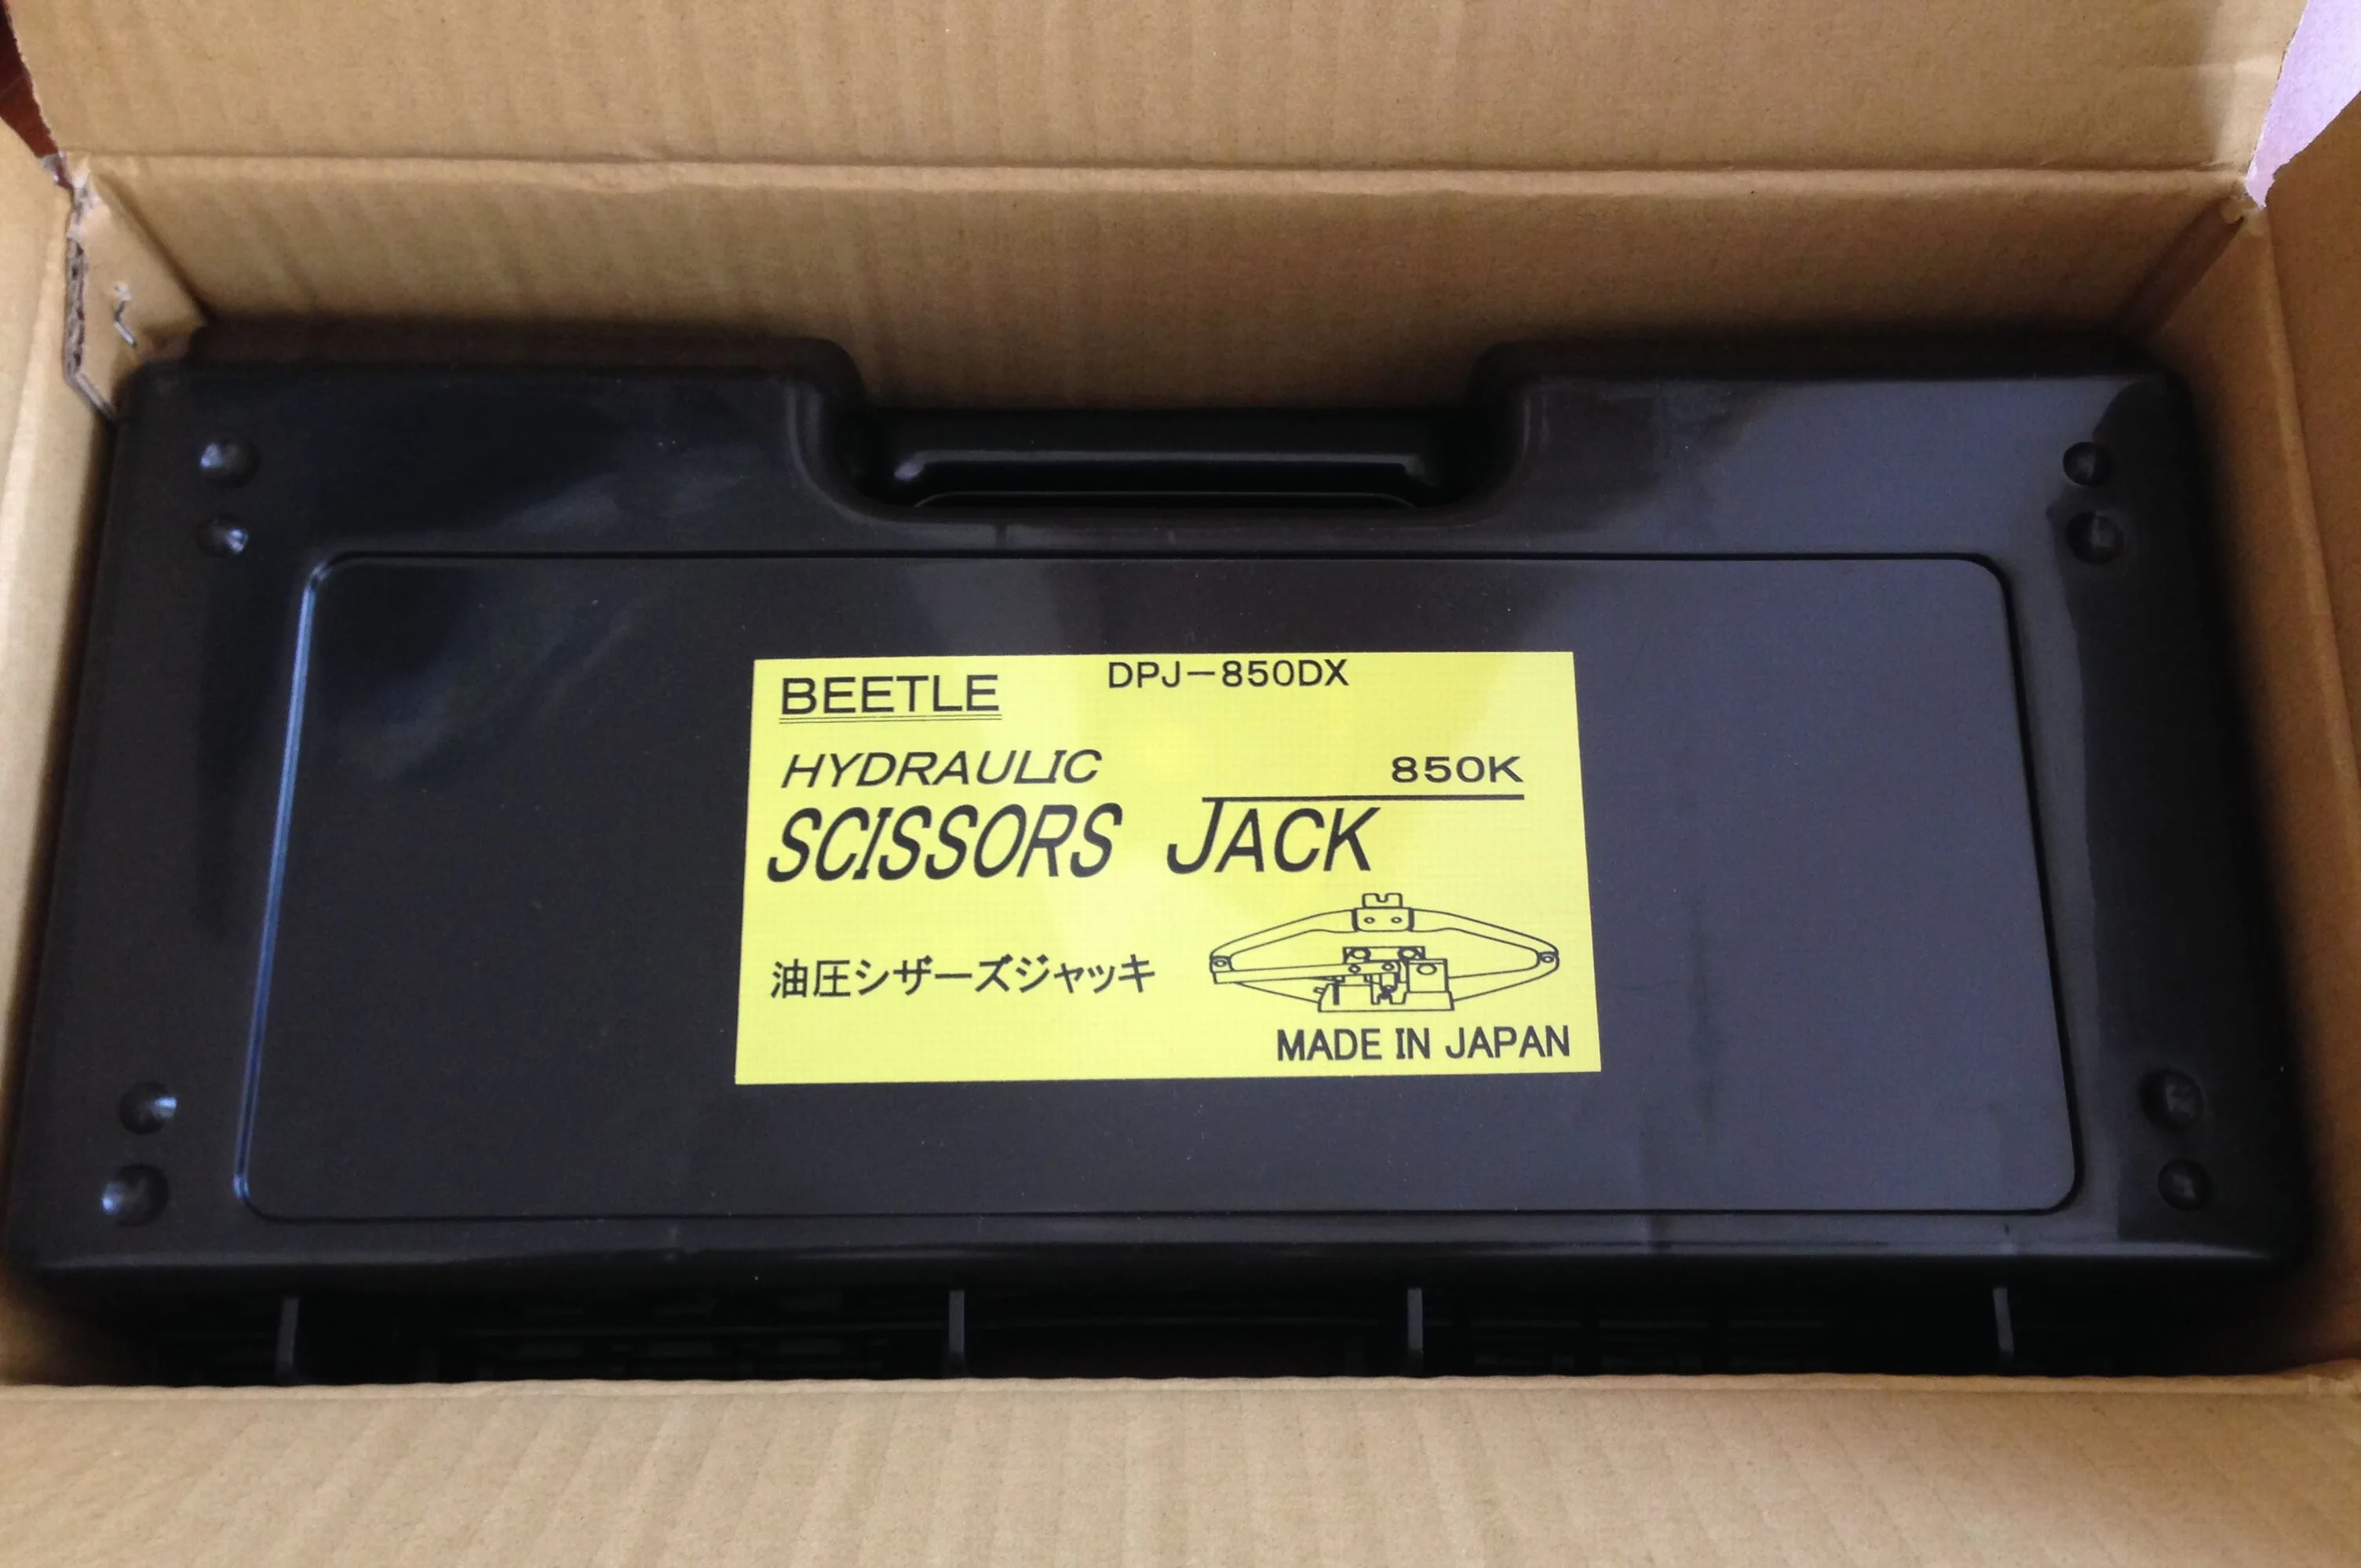 BEETLE DPJ-850DX
HYDRAULIC 850K
SCISSORS JACK
油圧シザーズジャッキ
MADE IN JAPAN